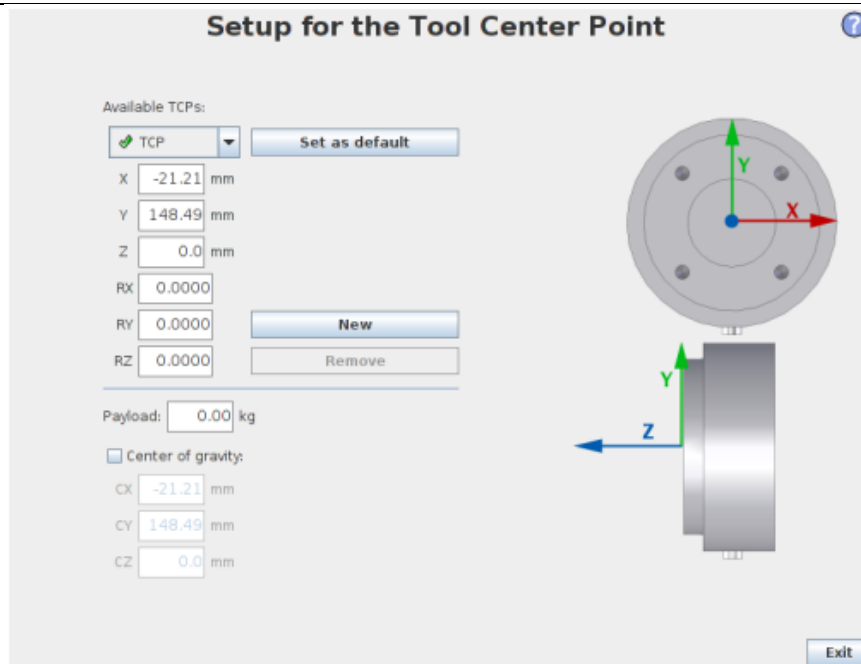 Setup for the Tool Center Point
?
Available TCPs:
TCP
Set as default
X -21.21 mm
Y 148.49 mm
Z 0.0 mm
RX 0.0000
RY 0.0000 New
RZ 0.0000 Remove
Payload: 0.00 kg
Center of gravity:
CX -21.21 mm
CY 148.49 mm
CZ 0.0 mm
Y
X
Y
Z
Exit